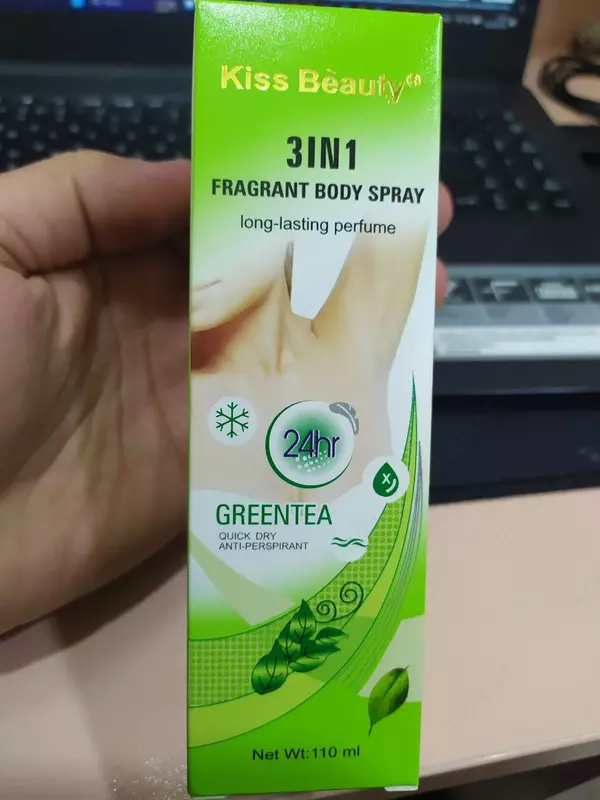 Kiss Bèauty
3IN1
FRAGRANT BODY SPRAY
long-lasting perfume
24hr
X
GREENTEA
QUICK DRY
ANTI-PERSPIRANT
Net Wt:110 ml